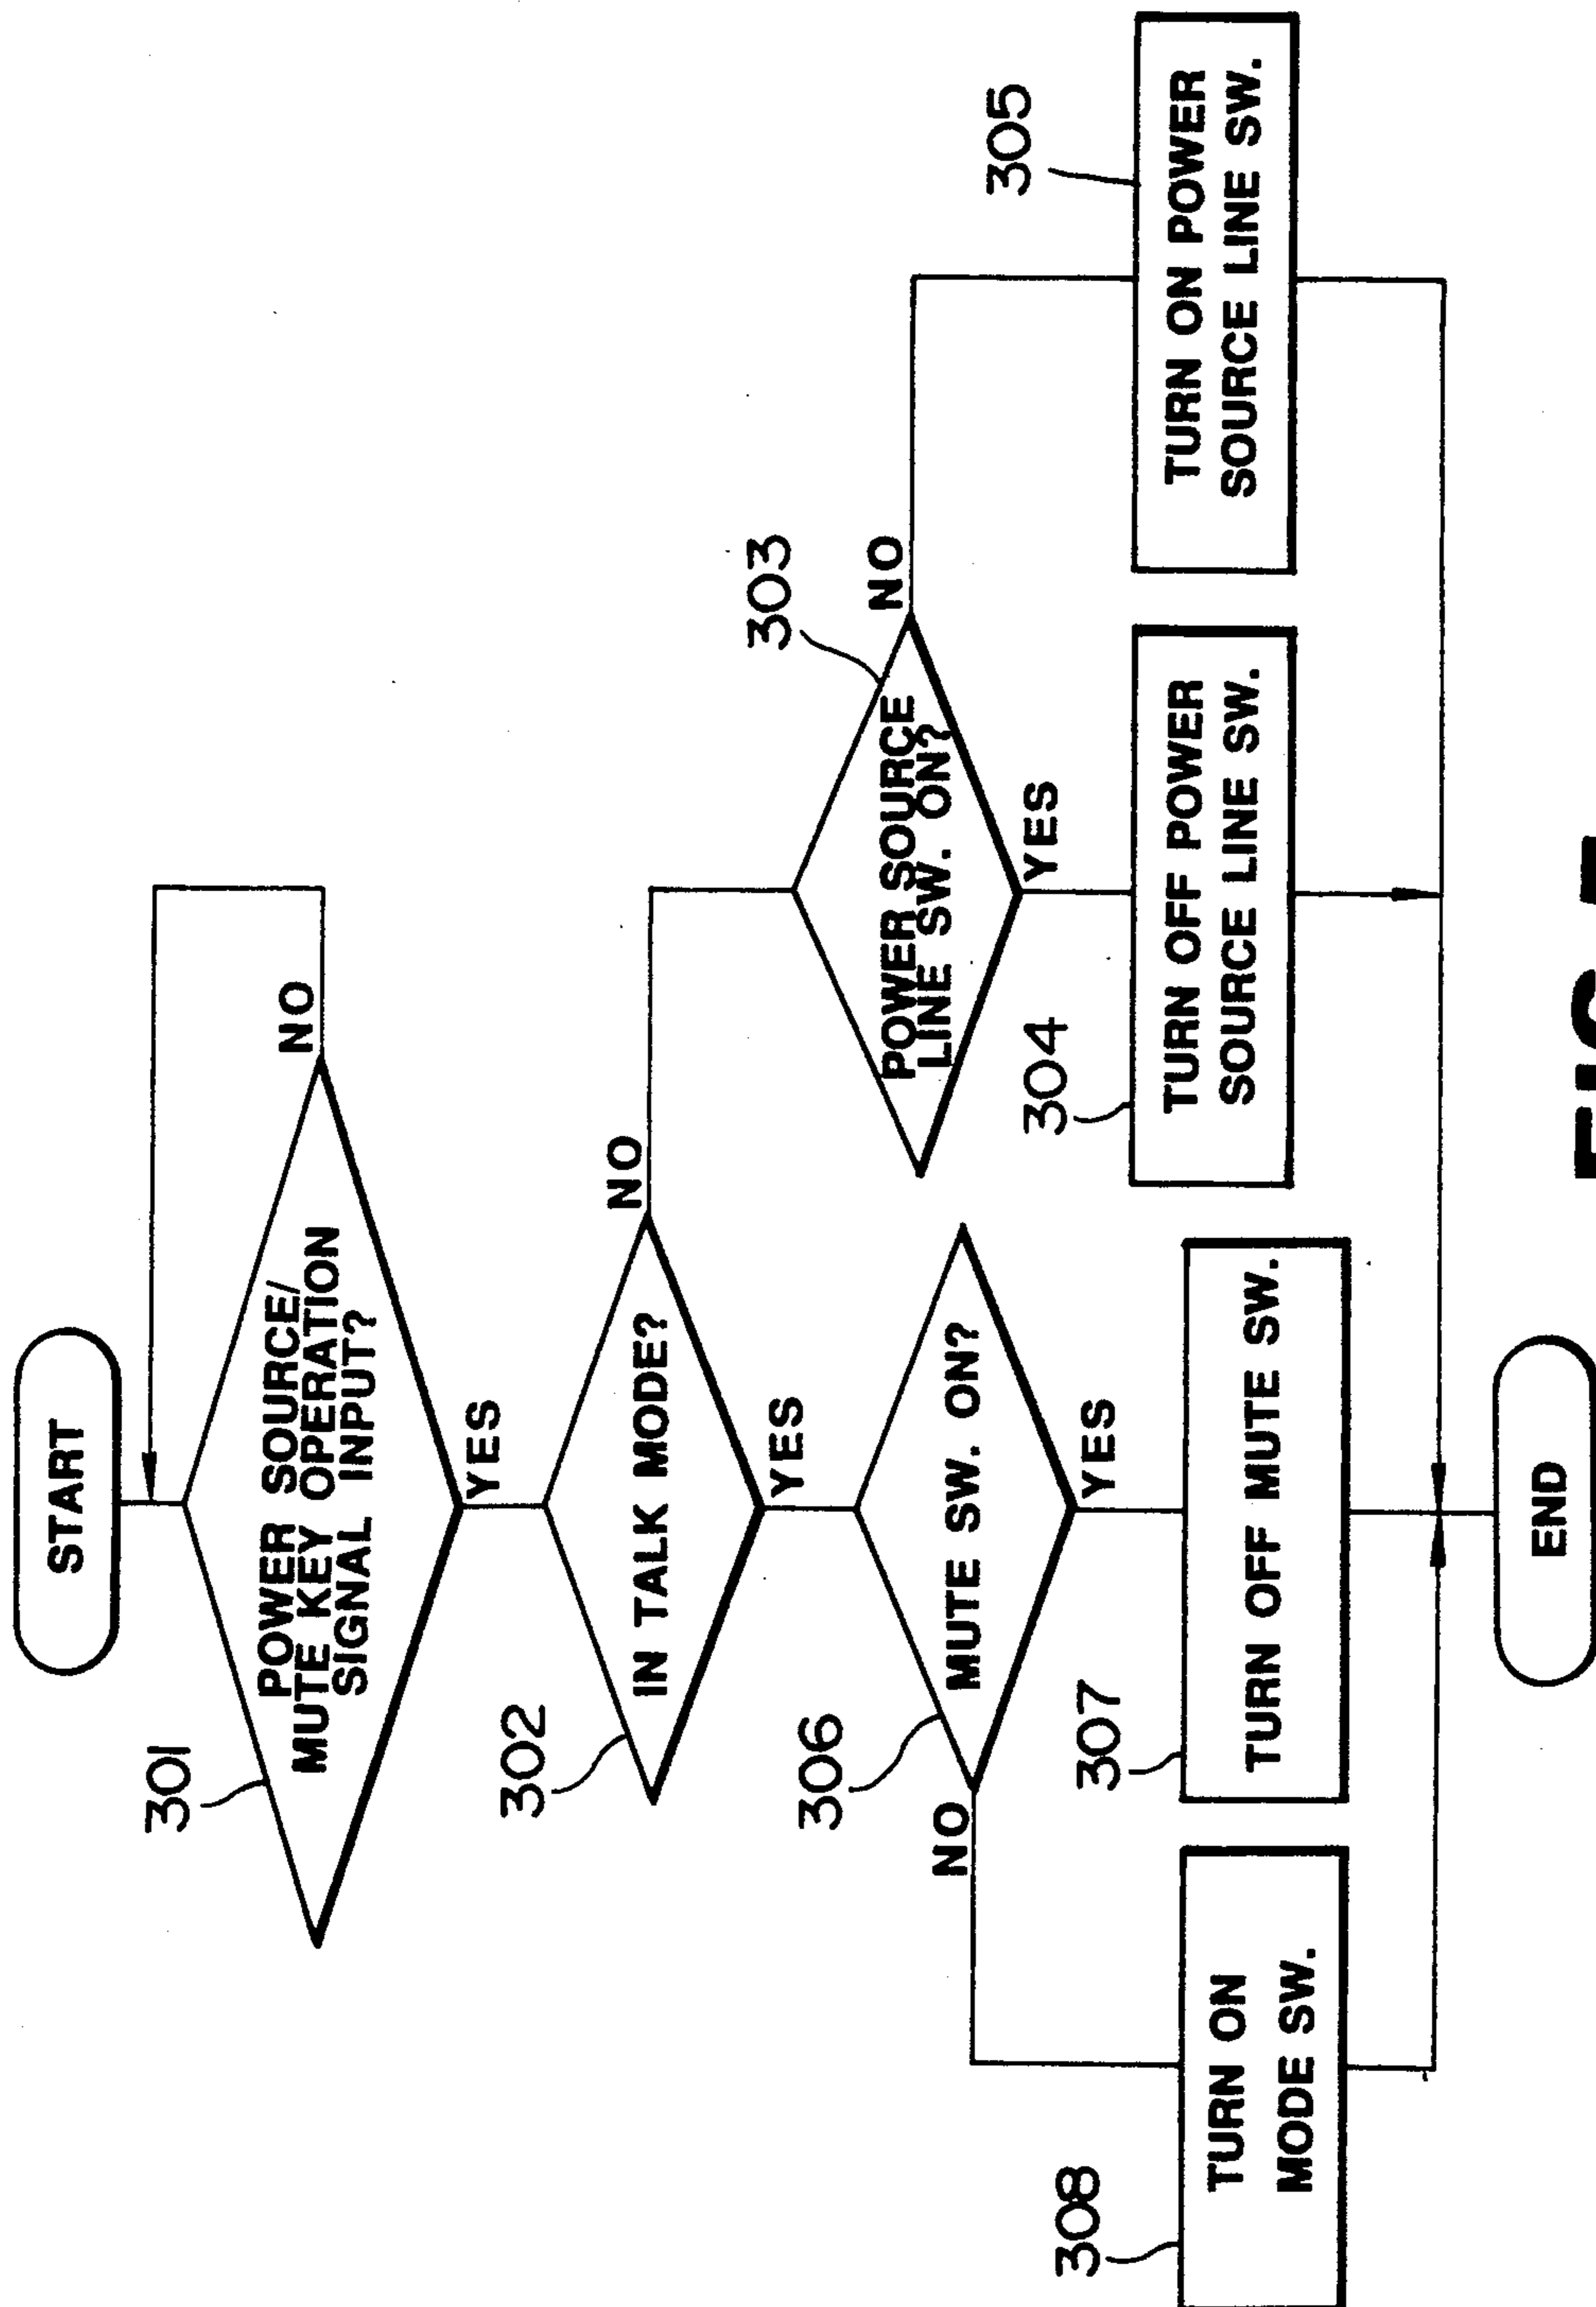 START
301
POWER SOURCE/
MUTE KEY OPERATION
SIGNAL INPUT?
NO
YES
302
IN TALK MODE?
NO
YES
303
POWER SOURCE
LINE SW. ON?
NO
YES
306
MUTE SW. ON?
NO
YES
308
TURN ON
MODE SW.
307
TURN OFF MUTE SW.
304
TURN OFF POWER
SOURCE LINE SW.
305
TURN ON POWER
SOURCE LINE SW.
END